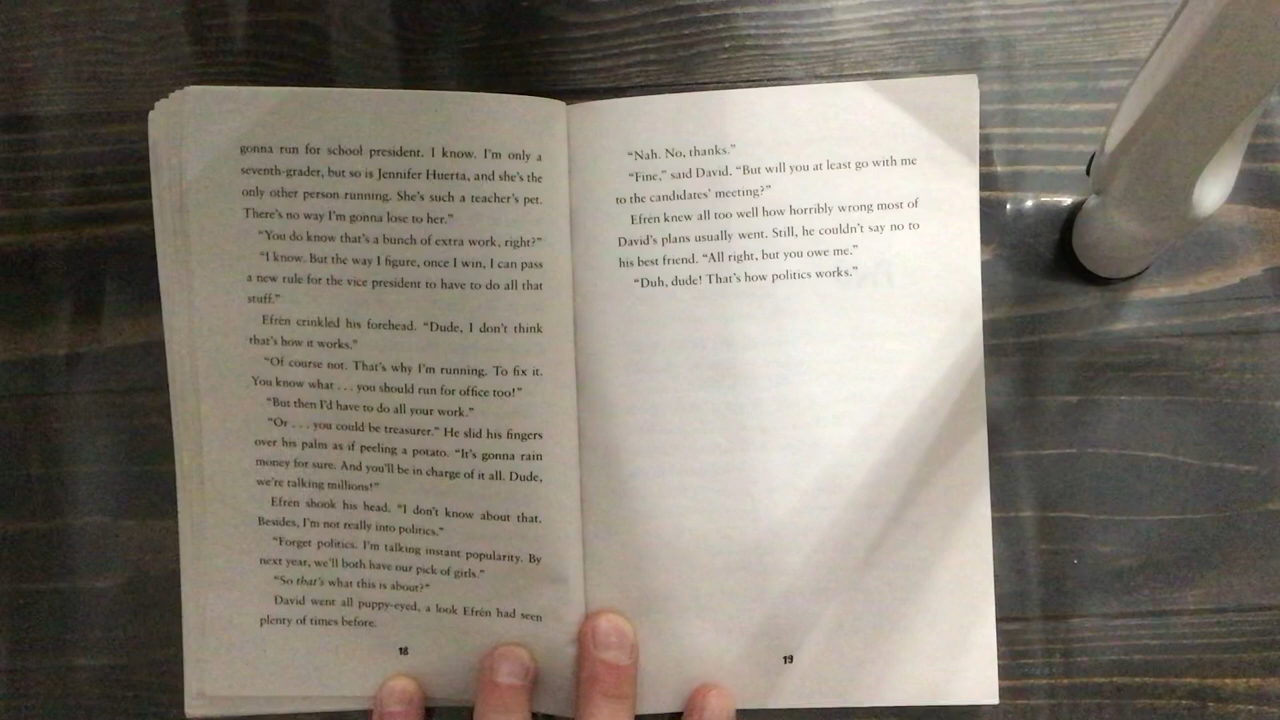 gonna run for school president. I know. I'm only a
seventh-grader, but so is Jennifer Huerta, and she's the
only other person running. She's such a teacher's pet.
There's no way I'm gonna lose to her."
"You do know that's a bunch of extra work, right?"
"I know. But the way I figure, once I win, I can pass
a new rule for the vice president to have to do all that
stuff."
Efrén crinkled his forehead. "Dude, I don't think
that's how it works."
"Of course not. That's why I'm running. To fix it.
You know what . . . you should run for office too!"
"But then I'd have to do all your work."
"Or . . . you could be treasurer." He slid his fingers
over his palm as if peeling a potato. "It's gonna rain
money for sure. And you'll be in charge of it all. Dude,
we're talking millions!"
Efrén shook his head. "I don't know about that.
Besides, I'm not really into politics."
"Forget politics. I'm talking instant popularity. By
next year, we'll both have our pick of girls."
"So that's what this is about?"
David went all puppy-eyed, a look Efrén had seen
plenty of times before.
18
"Nah. No, thanks."
"Fine," said David. "But will you at least go with me
to the candidates' meeting?"
Efrén knew all too well how horribly wrong most of
David's plans usually went. Still, he couldn't say no to
his best friend. "All right, but you owe me."
"Duh, dude! That's how politics works."
19